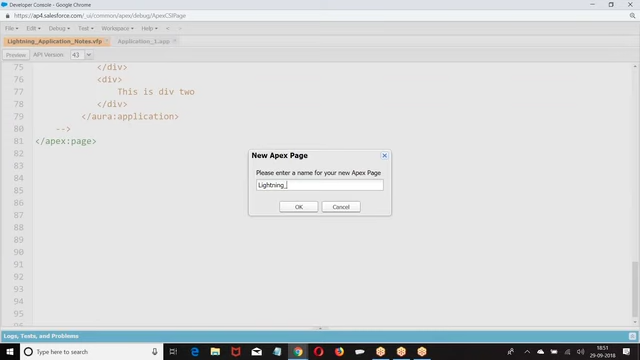 Developer Console - Google Chrome
https://ap4.salesforce.com/_ui/common/apex/debug/ApexCSIPage
File Edit Debug Test Workspace Help < >
Lightning_Application_Notes.vfp Application_1.app
Preview API Version: 43
75 </div>
76 <div>
77 This is div two
78 </div>
79 </aura:application>
80 -->
81 </apex:page>
82
83
84
85
86
87
88
89
90
91
92
93
94
95
New Apex Page
Please enter a name for your new Apex Page
Lightning_
OK Cancel
Logs, Tests, and Problems
Type here to search
18:51
29-09-2018